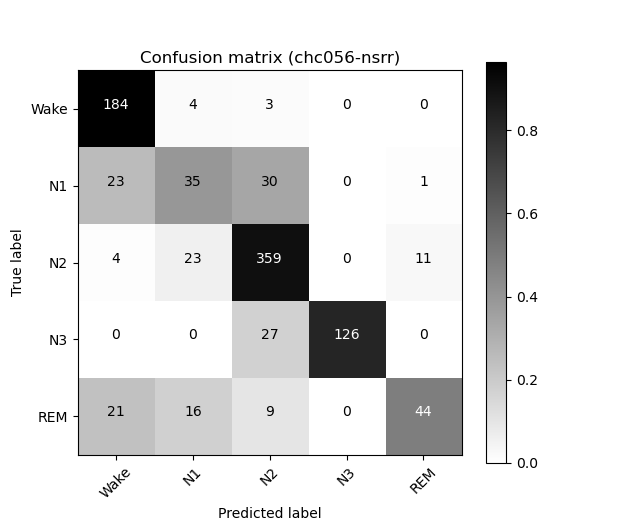 Confusion matrix (chc056-nsrr)
True label
Wake 184 4 3 0 0
N1 23 35 30 0 1
N2 4 23 359 0 11
N3 0 0 27 126 0
REM 21 16 9 0 44
Wake N1 N2 N3 REM
Predicted label
0.8
0.6
0.4
0.2
0.0